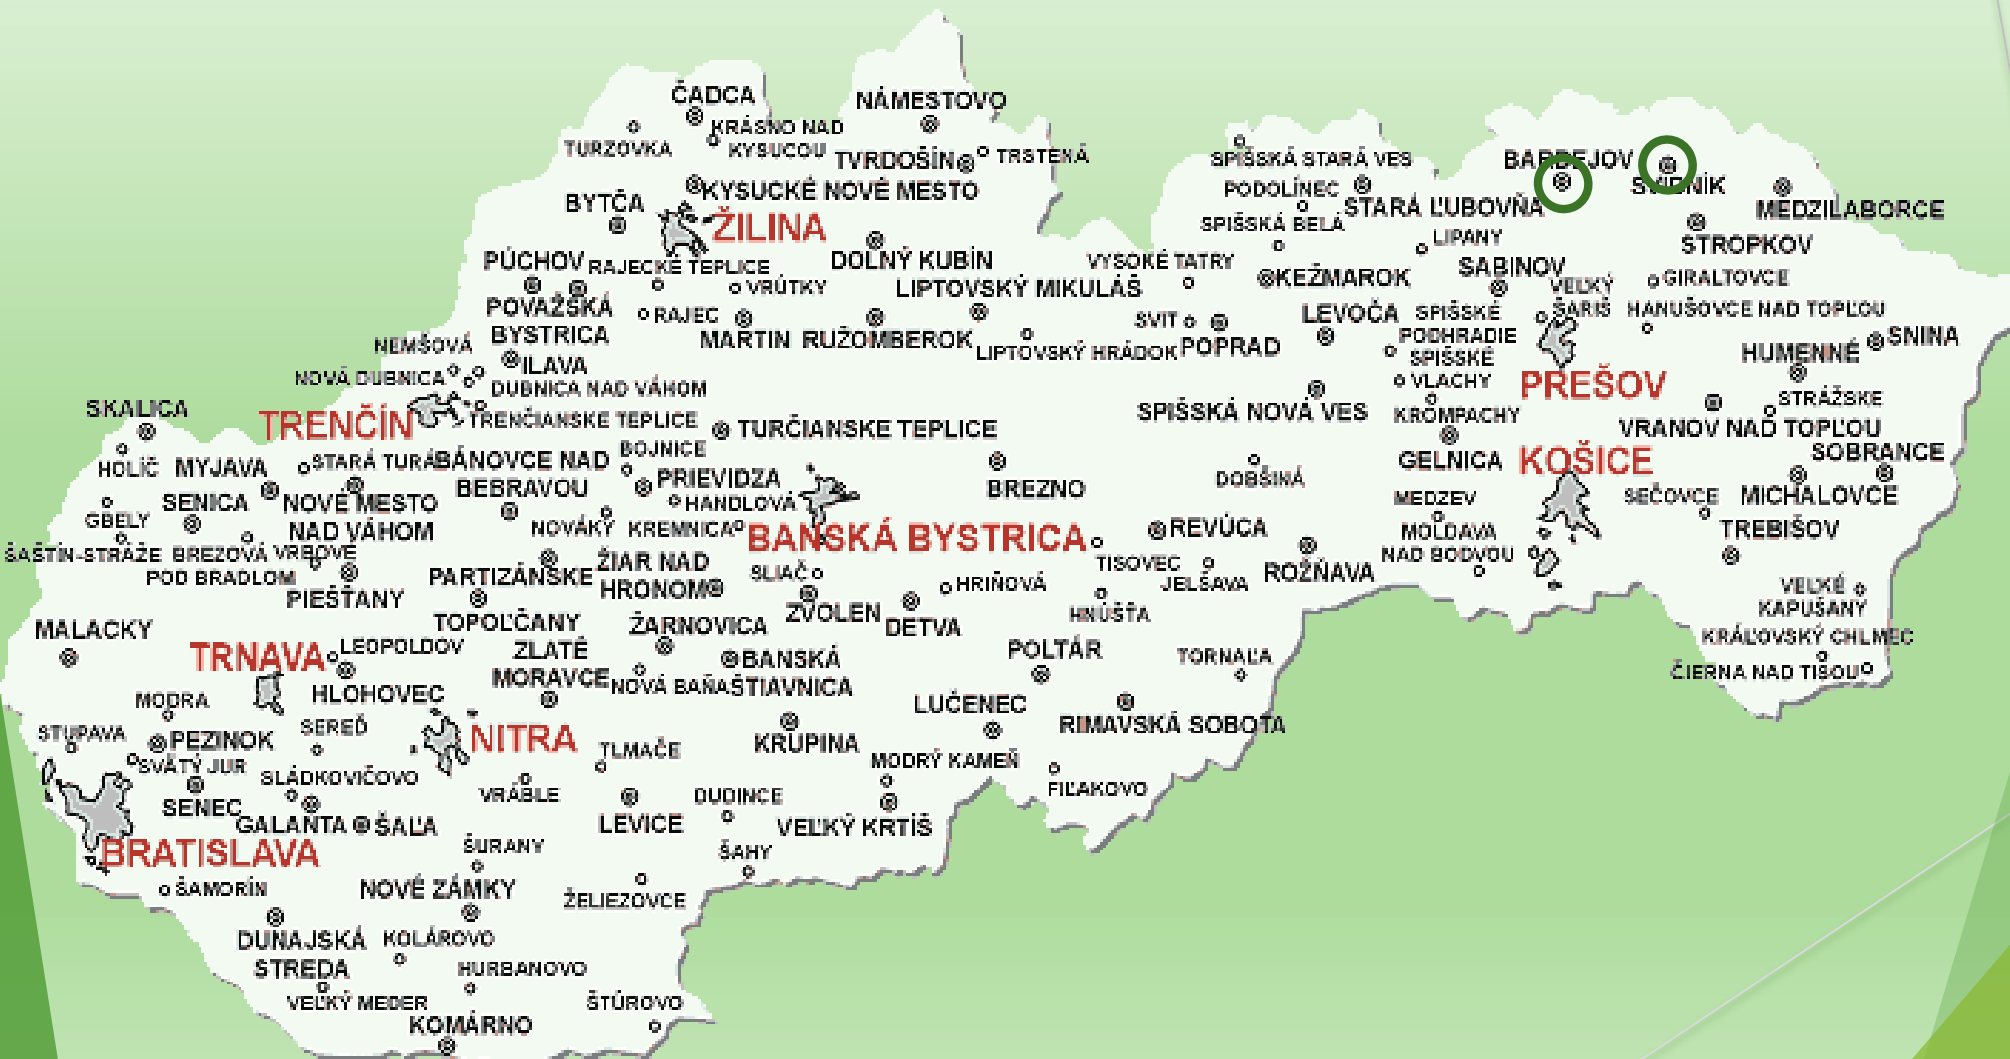 ČADCA
NÁMESTOVO
KRÁSNO NAD
KYSUCOU
TURZOVKA
TVRDOŠÍN
TRSTENÁ
SPIŠSKÁ STARÁ VES
BARDEJOV
SVIDNÍK
PODOLÍNEC
KYSUCKÉ NOVÉ MESTO
BYTČA
STARÁ ĽUBOVŇA
MEDZILABORCE
ŽILINA
SPIŠSKÁ BELÁ
LIPANY
STROPKOV
PÚCHOV
RAJECKÉ TEPLICE
DOLNÝ KUBÍN
VYSOKÉ TATRY
SABINOV
KEŽMAROK
GIRALTOVCE
VRÚTKY
LIPTOVSKÝ MIKULÁŠ
VEĽKÝ
ŠARIŠ
HANUŠOVCE NAD TOPĽOU
POVAŽSKÁ
BYSTRICA
RAJEC
LEVOČA
SPIŠSKÉ
PODHRADIE
SVIT
MARTIN
RUŽOMBEROK
LIPTOVSKÝ HRÁDOK
POPRAD
SNINA
HUMENNÉ
NEMŠOVÁ
ILAVA
SPIŠSKÉ
VLACHY
NOVÁ DUBNICA
DUBNICA NAD VÁHOM
PREŠOV
STRÁŽSKE
SKALICA
TRENČÍN
TRENČIANSKE TEPLICE
TURČIANSKE TEPLICE
SPIŠSKÁ NOVÁ VES
KROMPACHY
VRANOV NAD TOPĽOU
HOLÍČ
MYJAVA
STARÁ TURÁ
BÁNOVCE NAD
BEBRAVOU
BOJNICE
PRIEVIDZA
GELNICA
KOŠICE
SOBRANCE
DOBŠINÁ
BREZNO
SENICA
NOVÉ MESTO
NAD VÁHOM
HANDLOVÁ
MEDZEV
SEČOVCE
MICHALOVCE
GBELY
NOVÁKY
KREMNICA
BANSKÁ BYSTRICA
REVÚCA
MOLDAVA
NAD BODVOU
TREBIŠOV
ŠAŠTÍN-STRÁŽE
BREZOVÁ
POD BRADLOM
VRBOVÉ
ŽIAR NAD
HRONOM
PARTIZÁNSKE
SLIAČ
TISOVEC
JELŠAVA
ROŽŇAVA
PIEŠŤANY
HRIŇOVÁ
VEĽKÉ
KAPUŠANY
TOPOĽČANY
ŽARNOVICA
ZVOLEN
DETVA
HNÚŠŤA
MALACKY
KRÁĽOVSKÝ CHLMEC
TRNAVA
LEOPOLDOV
ZLATÉ
MORAVCE
BANSKÁ
ŠTIAVNICA
POLTÁR
TORNAĽA
ČIERNA NAD TISOU
NOVÁ BAŇA
HLOHOVEC
MODRA
LUČENEC
RIMAVSKÁ SOBOTA
STUPAVA
PEZINOK
SEREĎ
NITRA
TLMAČE
KRUPINA
MODRÝ KAMEŇ
SVÄTÝ JUR
SLÁDKOVIČOVO
VRÁBLE
DUDINCE
FIĽAKOVO
SENEC
GALANTA
ŠAĽA
LEVICE
VEĽKÝ KRTÍŠ
BRATISLAVA
ŠURANY
ŠAHY
ŠAMORÍN
NOVÉ ZÁMKY
ŽELIEZOVCE
DUNAJSKÁ
STREDA
KOLÁROVO
HURBANOVO
VEĽKÝ MEDER
ŠTÚROVO
KOMÁRNO